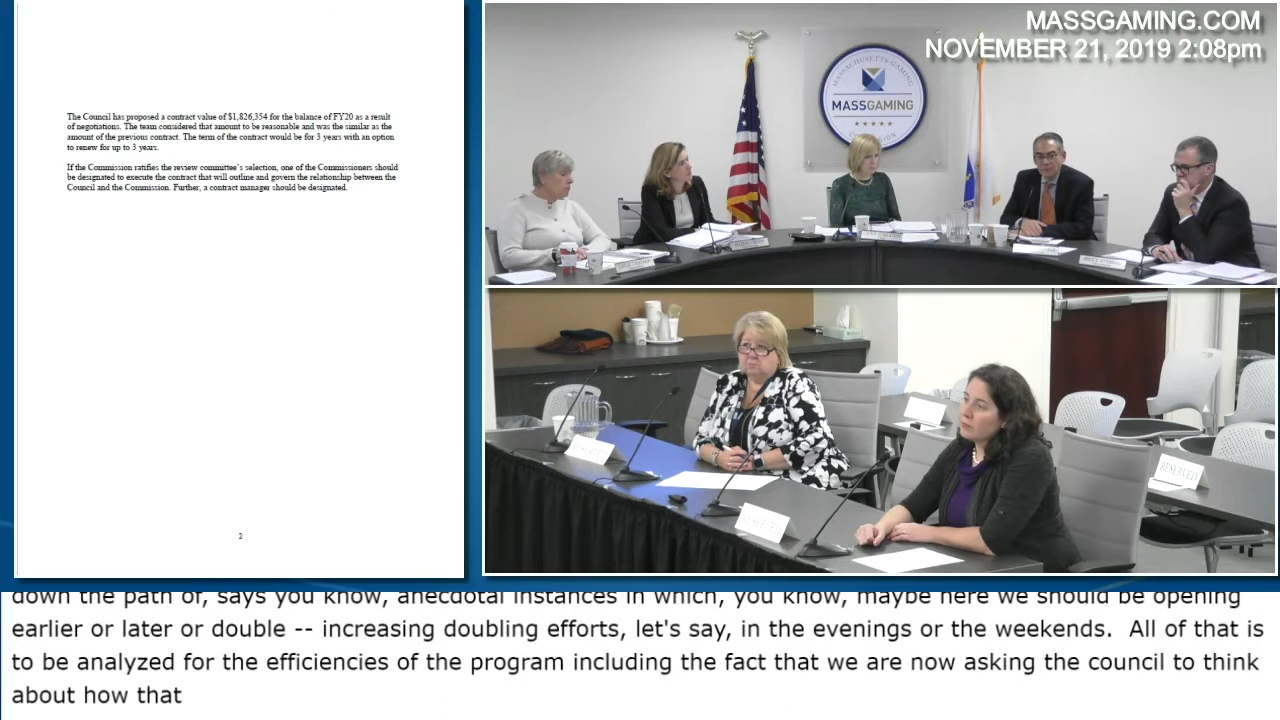 The Council has proposed a contract value of $1,826,354 for the balance of FY20 as a result
of negotiations. The team considered that amount to be reasonable and was the similar as the
amount of the previous contract. The term of the contract would be for 3 years with an option
to renew for up to 3 years.
If the Commission ratifies the review committee's selection, one of the Commissioners should
be designated to execute the contract that will outline and govern the relationship between the
Council and the Commission. Further, a contract manager should be designated.
2
MASSGAMING.COM
NOVEMBER 21, 2019 2:08pm
MASSACHUSETTS GAMING
MASSGAMING
COMMISSION
RESERVED
RESERVED
down the path of, says you know, anecdotal instances in which, you know, maybe here we should be opening
earlier or later or double -- increasing doubling efforts, let's say, in the evenings or the weekends.  All of that is
to be analyzed for the efficiencies of the program including the fact that we are now asking the council to think
about how that